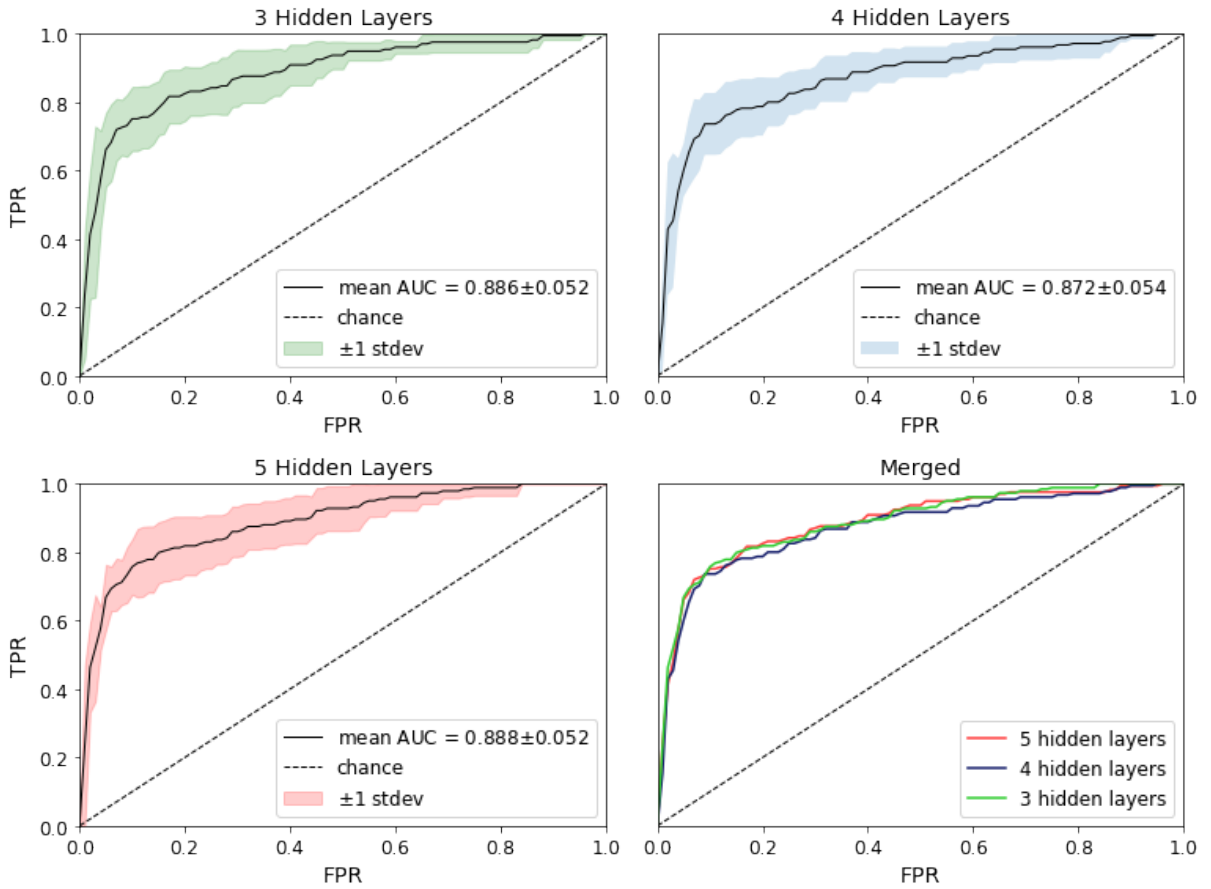 3 Hidden Layers
1.0
0.8
0.6
0.4
0.2
0.0
TPR
mean AUC = 0.886±0.052
chance
±1 stdev
0.0 0.2 0.4 0.6 0.8 1.0
FPR
4 Hidden Layers
mean AUC = 0.872±0.054
chance
±1 stdev
0.0 0.2 0.4 0.6 0.8 1.0
FPR
5 Hidden Layers
1.0
0.8
0.6
0.4
0.2
0.0
TPR
mean AUC = 0.888±0.052
chance
±1 stdev
0.0 0.2 0.4 0.6 0.8 1.0
FPR
Merged
5 hidden layers
4 hidden layers
3 hidden layers
0.0 0.2 0.4 0.6 0.8 1.0
FPR